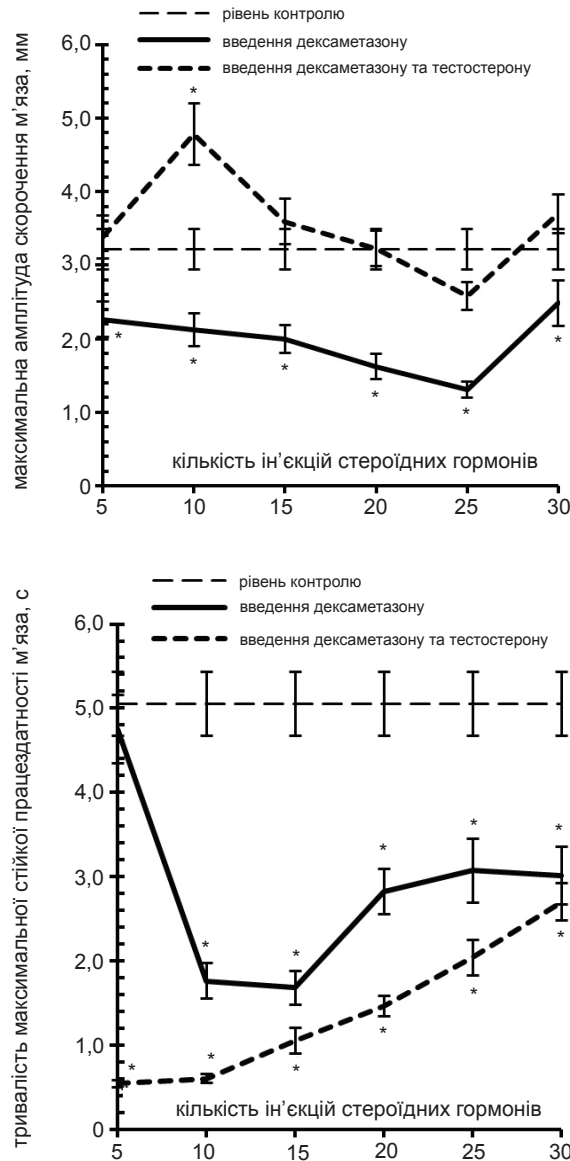 рівень контролю
введення дексаметазону
введення дексаметазону та тестостерону
максимальна амплітуда скорочення м’яза, мм
6,0
5,0
4,0
3,0
2,0
1,0
0
*
*
*
*
*
*
*
кількість ін’єкцій стероїдних гормонів
5 10 15 20 25 30
рівень контролю
введення дексаметазону
введення дексаметазону та тестостерону
тривалість максимальної стійкої працездатності м’яза, с
6,0
5,0
4,0
3,0
2,0
1,0
0
*
*
*
*
*
*
*
*
*
*
*
кількість ін’єкцій стероїдних гормонів
5 10 15 20 25 30